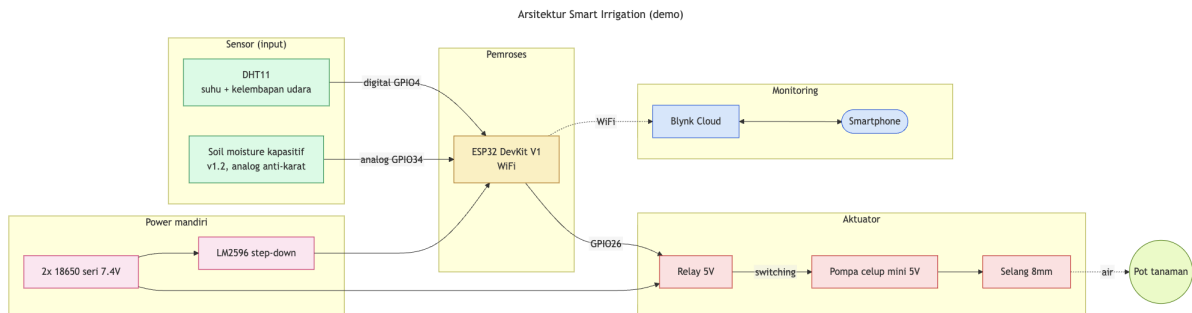 Arsitektur Smart Irrigation (demo)
Sensor (input)
DHT11
suhu + kelembapan udara
Soil moisture kapasitif
v1.2, analog anti-karat
digital GPIO4
analog GPIO34
Pemroses
ESP32 DevKit V1
WiFi
WiFi
Monitoring
Blynk Cloud
Smartphone
Power mandiri
2x 18650 seri 7.4V
LM2596 step-down
GPIO26
Aktuator
Relay 5V
switching
Pompa celup mini 5V
Selang 8mm
air
Pot tanaman